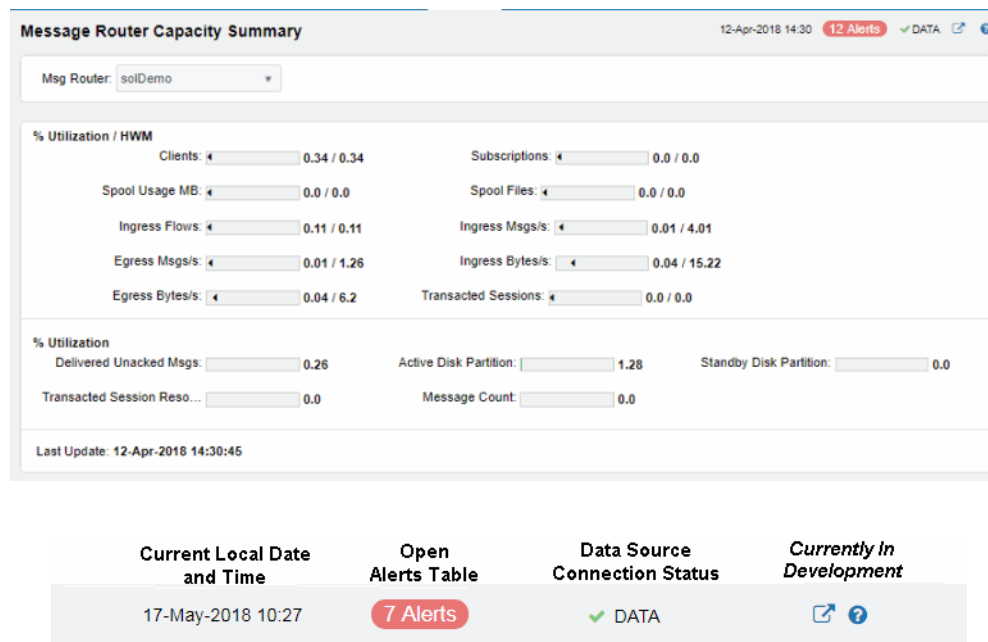 Message Router Capacity Summary
12-Apr-2018 14:30 12 Alerts DATA
Msg Router: solDemo
% Utilization / HWM
Clients: 0.34 / 0.34 Subscriptions: 0.0 / 0.0
Spool Usage MB: 0.0 / 0.0 Spool Files: 0.0 / 0.0
Ingress Flows: 0.11 / 0.11 Ingress Msgs/s: 0.01 / 4.01
Egress Msgs/s: 0.01 / 1.26 Ingress Bytes/s: 0.04 / 15.22
Egress Bytes/s: 0.04 / 6.2 Transacted Sessions: 0.0 / 0.0
% Utilization
Delivered Unacked Msgs: 0.26 Active Disk Partition: 1.28 Standby Disk Partition: 0.0
Transacted Session Reso... 0.0 Message Count: 0.0
Last Update: 12-Apr-2018 14:30:45
Current Local Date and Time
Open Alerts Table
Data Source Connection Status
Currently in Development
17-May-2018 10:27 7 Alerts DATA ?